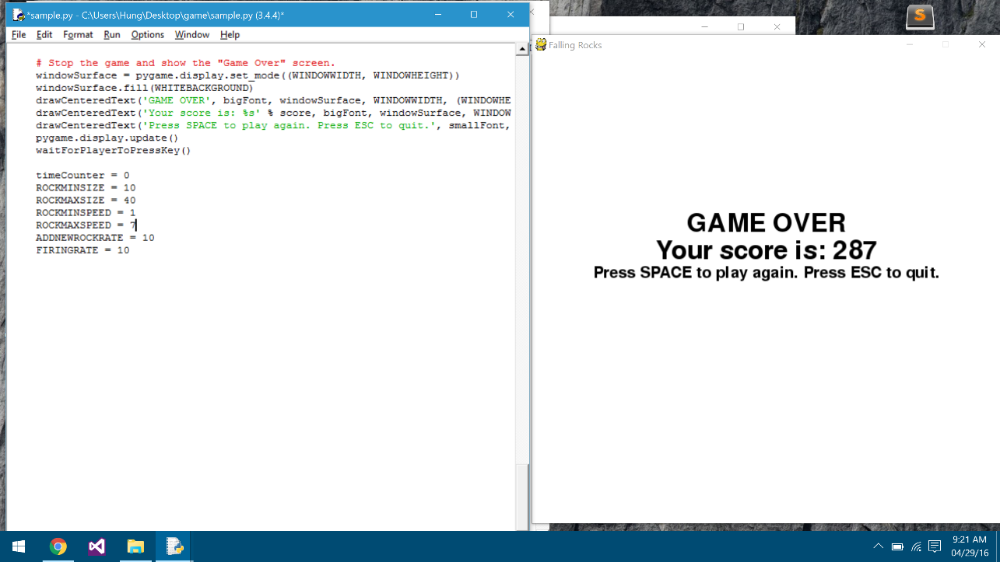 *sample.py - C:\Users\Hung\Desktop\game\sample.py (3.4.4)*
File Edit Format Run Options Window Help
# Stop the game and show the "Game Over" screen.
windowSurface = pygame.display.set_mode((WINDOWWIDTH, WINDOWHEIGHT))
windowSurface.fill(WHITEBACKGROUND)
drawCenteredText('GAME OVER', bigFont, windowSurface, WINDOWWIDTH, (WINDOWHE
drawCenteredText('Your score is: %s' % score, bigFont, windowSurface, WINDOW
drawCenteredText('Press SPACE to play again. Press ESC to quit.', smallFont,
pygame.display.update()
waitForPlayerToPressKey()
timeCounter = 0
ROCKMINSIZE = 10
ROCKMAXSIZE = 40
ROCKMINSPEED = 1
ROCKMAXSPEED = 7
ADDNEWROCKRATE = 10
FIRINGRATE = 10
Falling Rocks
GAME OVER
Your score is: 287
Press SPACE to play again. Press ESC to quit.
S
9:21 AM
04/29/16